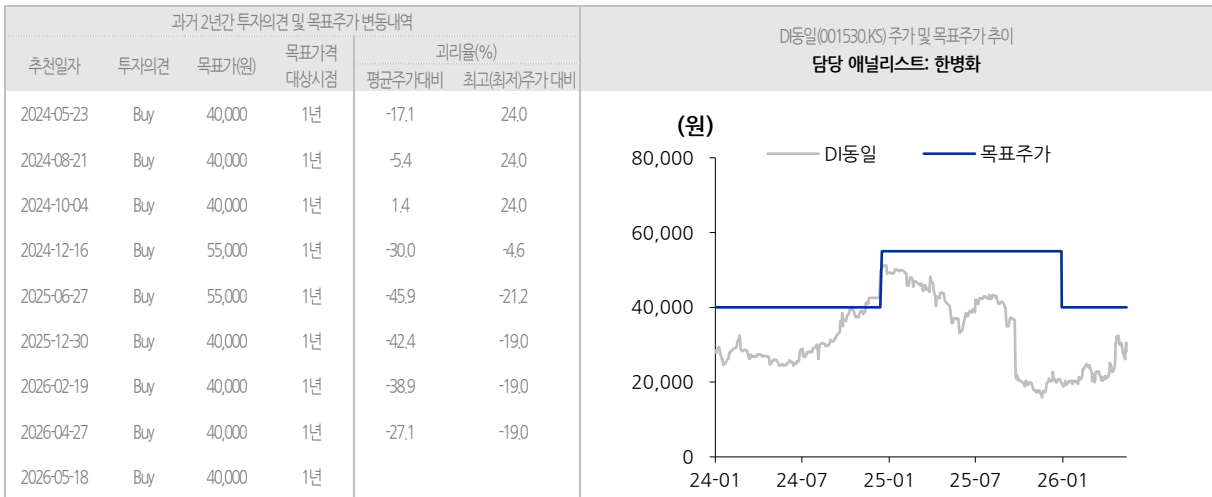 과거 2년간 투자의견 및 목표주가 변동내역
추천일자 투자의견 목표가(원) 목표가격 대상시점 괴리율(%)
평균주가대비 최고(최저)주가 대비
2024-05-23 Buy 40,000 1년 -17.1 24.0
2024-08-21 Buy 40,000 1년 -5.4 24.0
2024-10-04 Buy 40,000 1년 1.4 24.0
2024-12-16 Buy 55,000 1년 -30.0 -4.6
2025-06-27 Buy 55,000 1년 -45.9 -21.2
2025-12-30 Buy 40,000 1년 -42.4 -19.0
2026-02-19 Buy 40,000 1년 -38.9 -19.0
2026-04-27 Buy 40,000 1년 -27.1 -19.0
2026-05-18 Buy 40,000 1년
DI동일(001530.KS) 주가 및 목표주가 추이
담당 애널리스트: 한병화
(원)
DI동일 목표주가
80,000
60,000
40,000
20,000
0
24-01 24-07 25-01 25-07 26-01